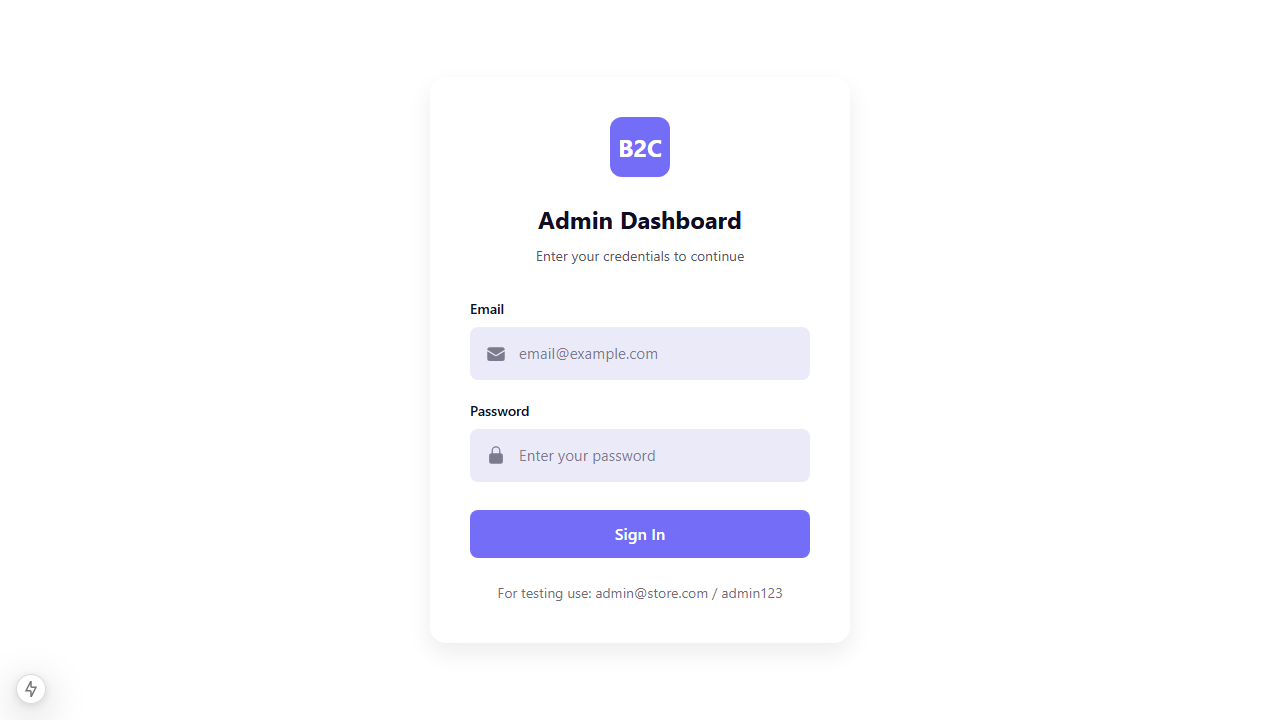 B2C
Admin Dashboard
Enter your credentials to continue
Email
email@example.com
Password
Enter your password
Sign In
For testing use: admin@store.com / admin123